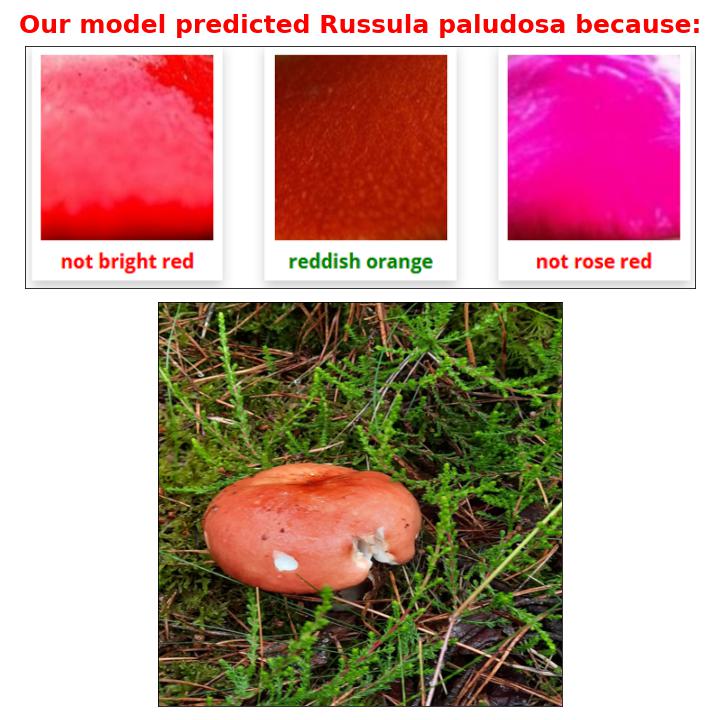 Our model predicted Russula paludosa because:
not bright red
reddish orange
not rose red